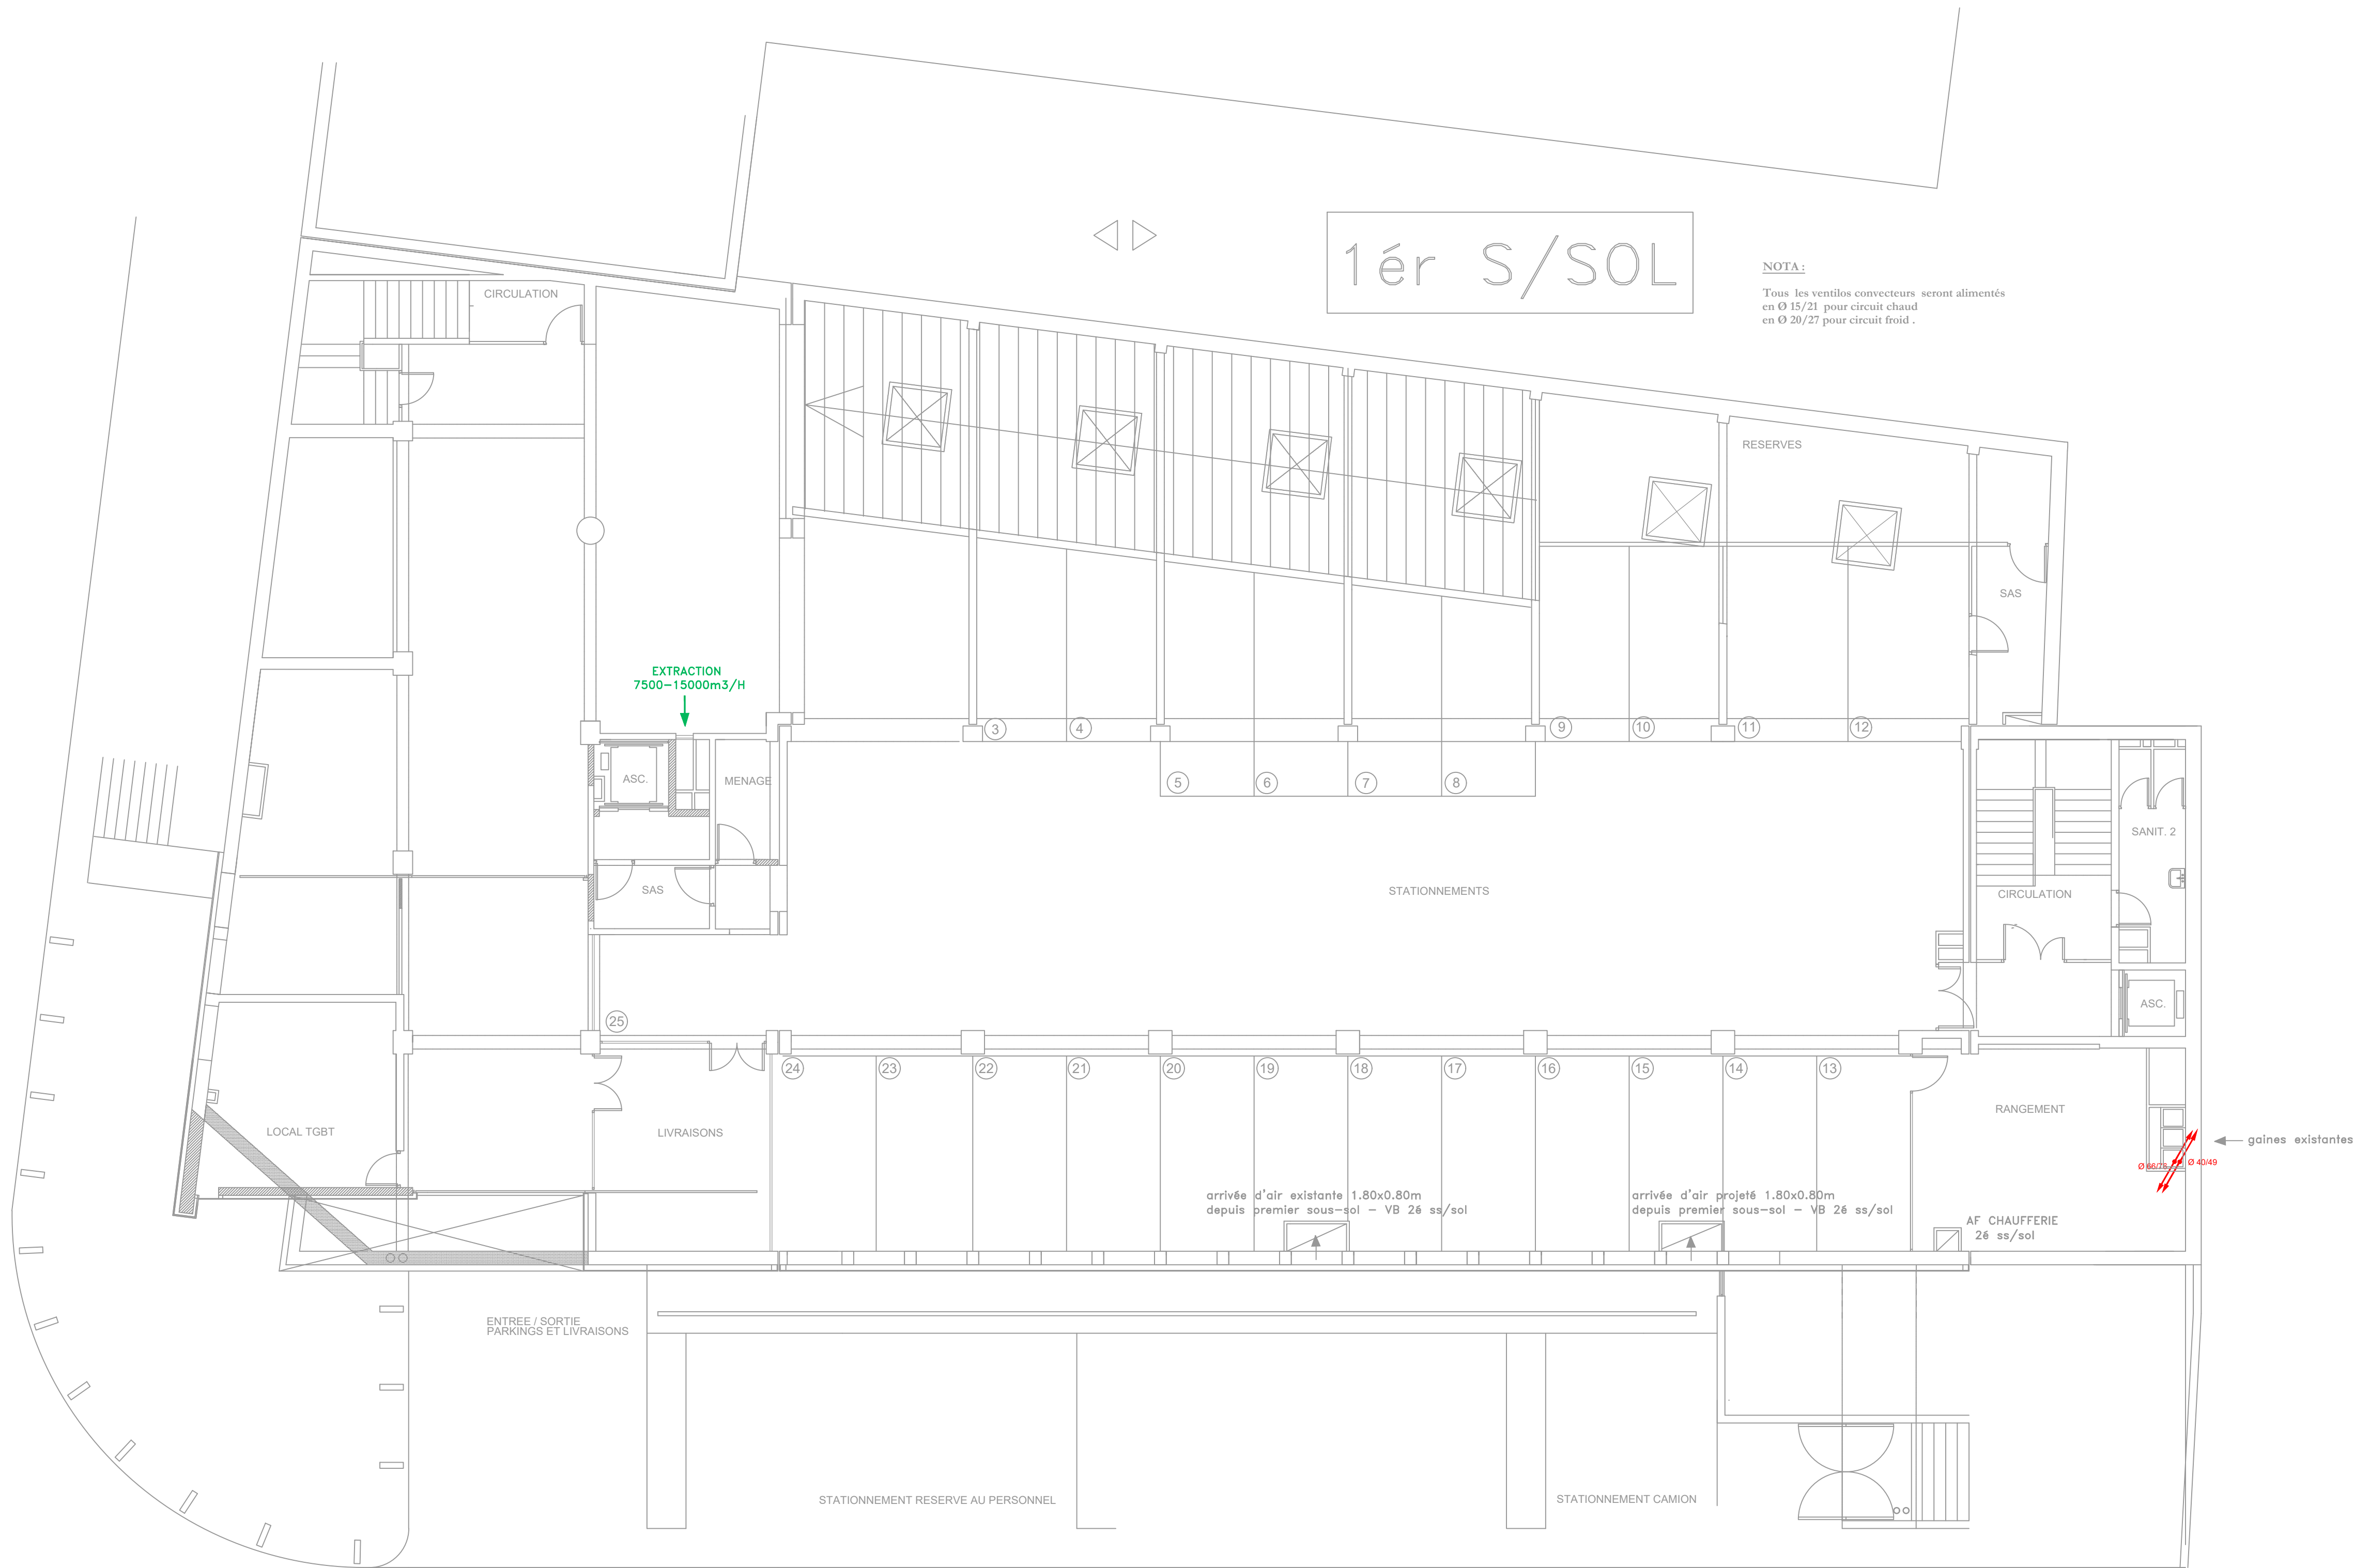 1ér S/SOL
NOTA :
Tous les ventilos convecteurs seront alimentés
en Ø 15/21 pour circuit chaud
en Ø 20/27 pour circuit froid .
CIRCULATION
RESERVES
SAS
EXTRACTION
7500-15000m3/H
3
4
9
10
11
12
ASC.
MENAGE
5
6
7
8
SANIT. 2
SAS
STATIONNEMENTS
CIRCULATION
ASC.
25
24
23
22
21
20
19
18
17
16
15
14
13
LOCAL TGBT
LIVRAISONS
RANGEMENT
gaines existantes
Ø 66/76
Ø 40/49
arrivée d'air existante 1.80x0.80m
depuis premier sous-sol - VB 2é ss/sol
arrivée d'air projeté 1.80x0.80m
depuis premier sous-sol - VB 2é ss/sol
AF CHAUFFERIE
2é ss/sol
ENTREE / SORTIE
PARKINGS ET LIVRAISONS
STATIONNEMENT RESERVE AU PERSONNEL
STATIONNEMENT CAMION